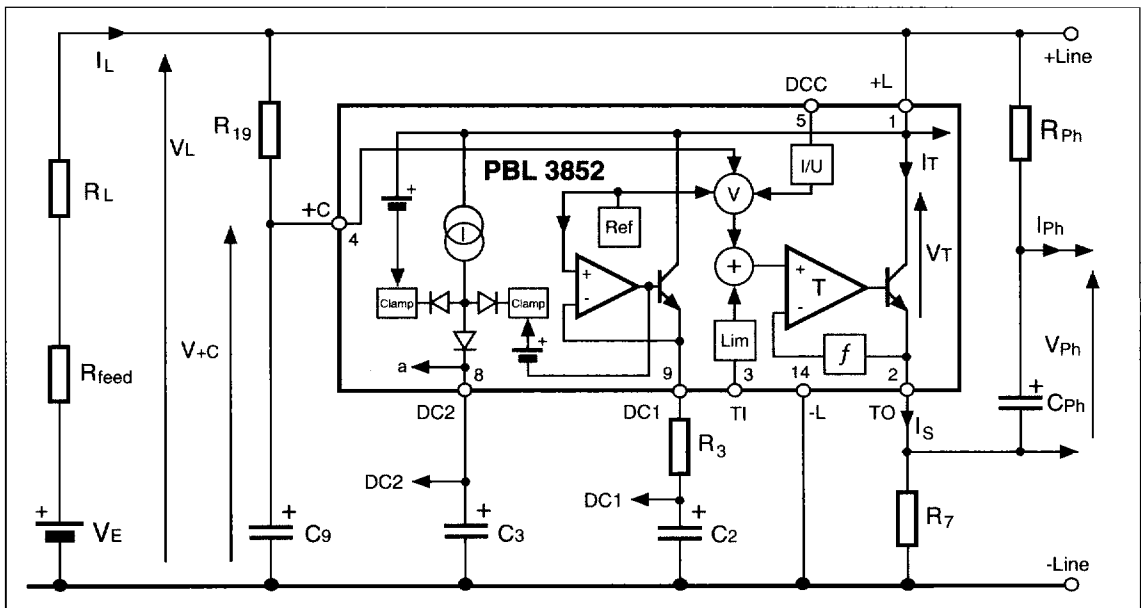 I_L
+Line
DCC
+L
R_19
5
1
R_Ph
V_L
I/U
I_T
PBL 3852
+
R_L
+C
4
I
V
Ref
I_Ph
+
V_T
+
T
-
+
-
Clamp
Clamp
Lim
V_+C
+
f
V_Ph
R_feed
a
8
9
3
14
2
+
C_Ph
DC2
DC1
TI
-L
TO
I_S
R_3
DC2
DC1
+
+
+
R_7
+
V_E
C_9
C_3
C_2
-Line